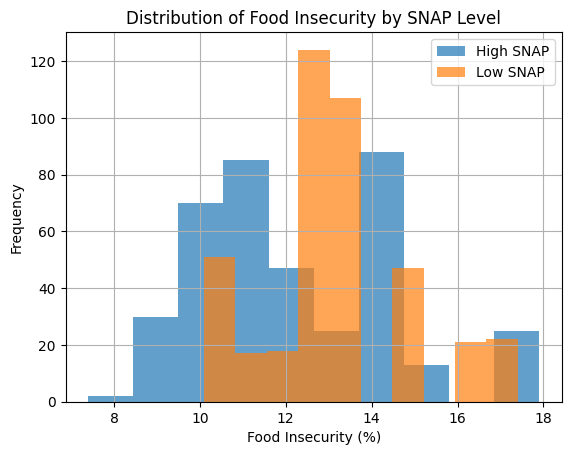 Distribution of Food Insecurity by SNAP Level
High SNAP
Low SNAP
Frequency
120
100
80
60
40
20
0
8 10 12 14 16 18
Food Insecurity (%)